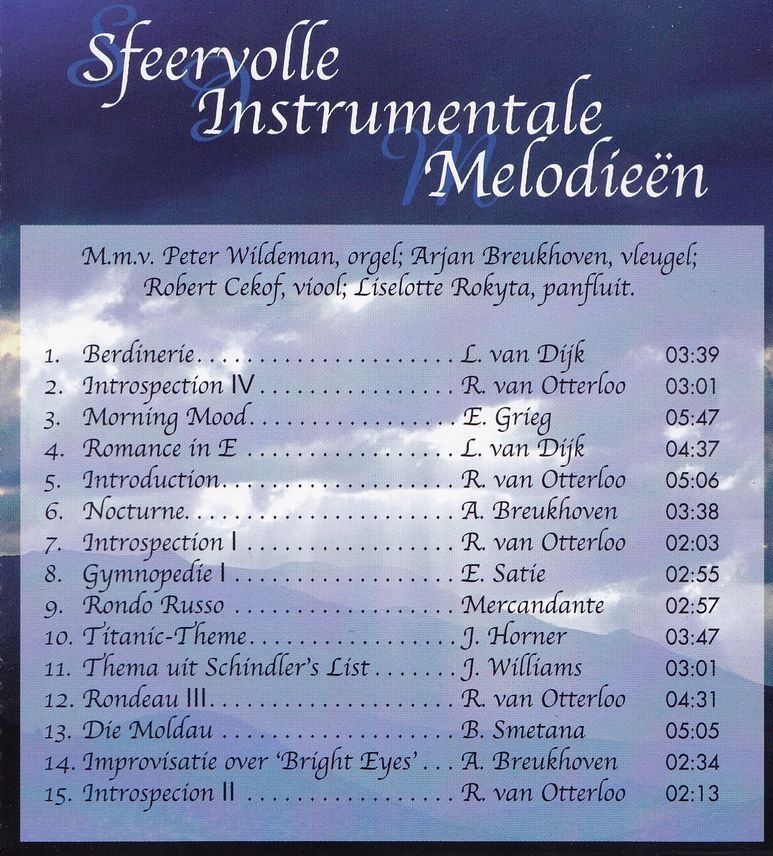 Sfeervolle
Instrumentale
Melodieën
M.m.v. Peter Wildeman, orgel; Arjan Breukhoven, vleugel;
Robert Cekof, viool; Liselotte Rokyta, panfluit.
1. Berdinerie.................... L. van Dijk 03:39
2. Introspection IV............... R. van Otterloo 03:01
3. Morning Mood................ E. Grieg 05:47
4. Romance in E ................ L. van Dijk 04:37
5. Introduction.................. R. van Otterloo 05:06
6. Nocturne..................... A. Breukhoven 03:38
7. Introspection I ................ R. van Otterloo 02:03
8. Gymnopedie I ................. E. Satie 02:55
9. Rondo Russo ................. Mercandante 02:57
10. Titanic-Theme................ J. Horner 03:47
11. Thema uit Schindler's List....... J. Williams 03:01
12. Rondeau III................... R. van Otterloo 04:31
13. Die Moldau .................. B. Smetana 05:05
14. Improvisatie over ‘Bright Eyes’... A. Breukhoven 02:34
15. Introspecion II ................ R. van Otterloo 02:13